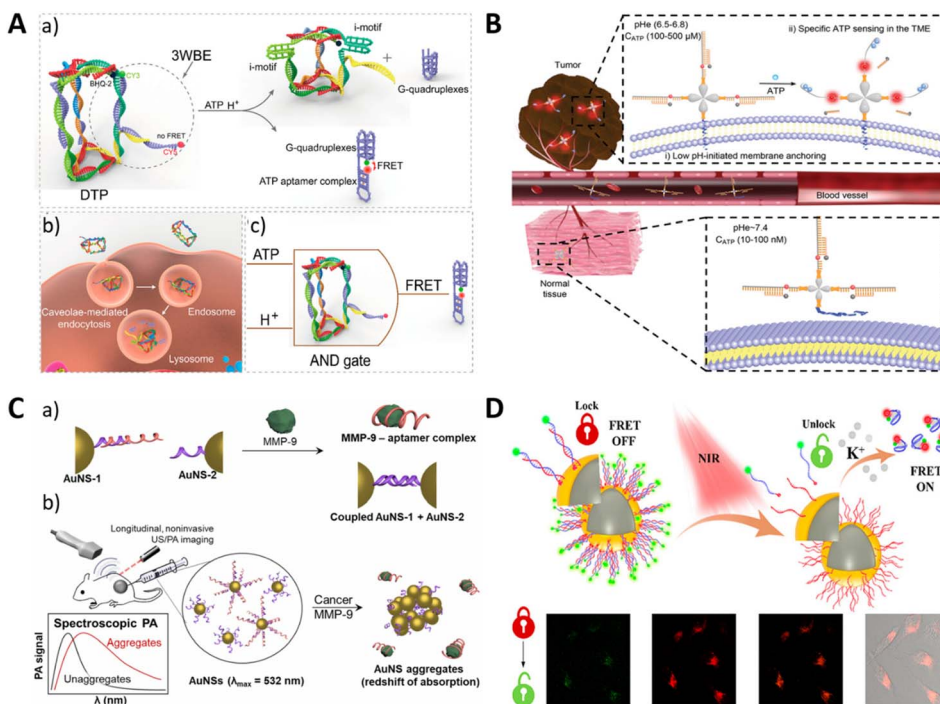 A
a)
3WBE
BHQ-2
CY3
no FRET
CY5
DTP
ATP H⁺
i-motif
i-motif
+
G-quadruplexes
G-quadruplexes
FRET
ATP aptamer complex
b)
Caveolae-mediated
endocytosis
Endosome
Lysosome
c)
ATP
H⁺
FRET
AND gate
B
Tumor
pHe (6.5-6.8)
C_ATP (100-500 μM)
ii) Specific ATP sensing in the TME
ATP
i) Low pH-initiated membrane anchoring
Blood vessel
Normal
tissue
pHe~7.4
C_ATP (10-100 nM)
C
a)
AuNS-1
AuNS-2
MMP-9
MMP-9 – aptamer complex
Coupled AuNS-1 + AuNS-2
b)
Longitudinal, noninvasive
US/PA imaging
Spectroscopic PA
Aggregates
Unaggregates
PA signal
λ (nm)
AuNSs (λmax = 532 nm)
Cancer
MMP-9
AuNS aggregates
(redshift of absorption)
D
Lock
FRET
OFF
NIR
Unlock
K⁺
FRET
ON